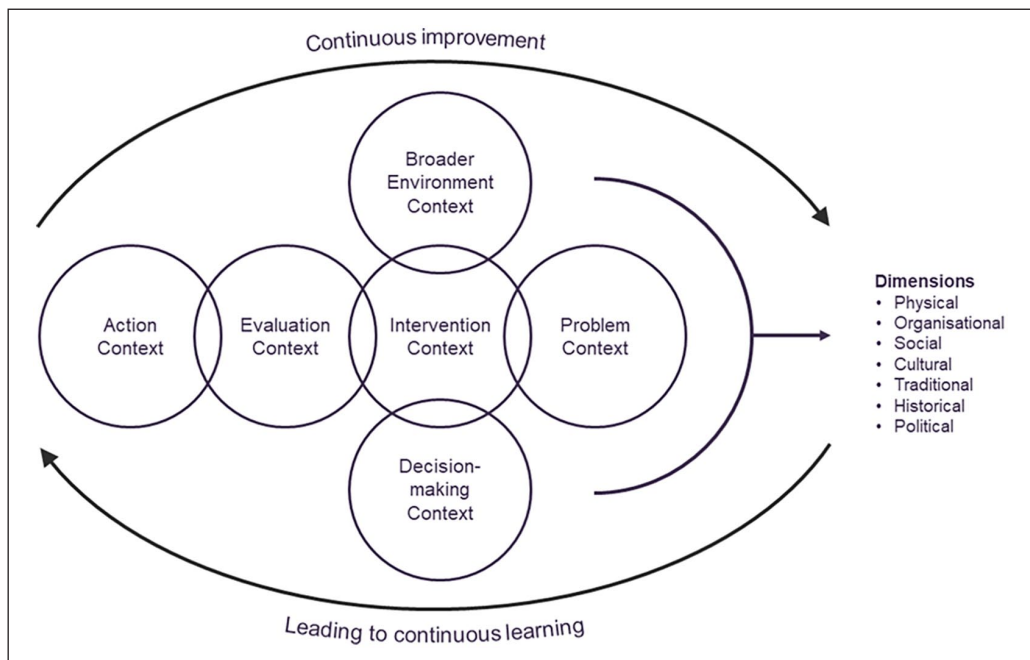 Continuous improvement
Broader
Environment
Context
Action
Context
Evaluation
Context
Intervention
Context
Problem
Context
Decision-
making
Context
Dimensions
• Physical
• Organisational
• Social
• Cultural
• Traditional
• Historical
• Political
Leading to continuous learning